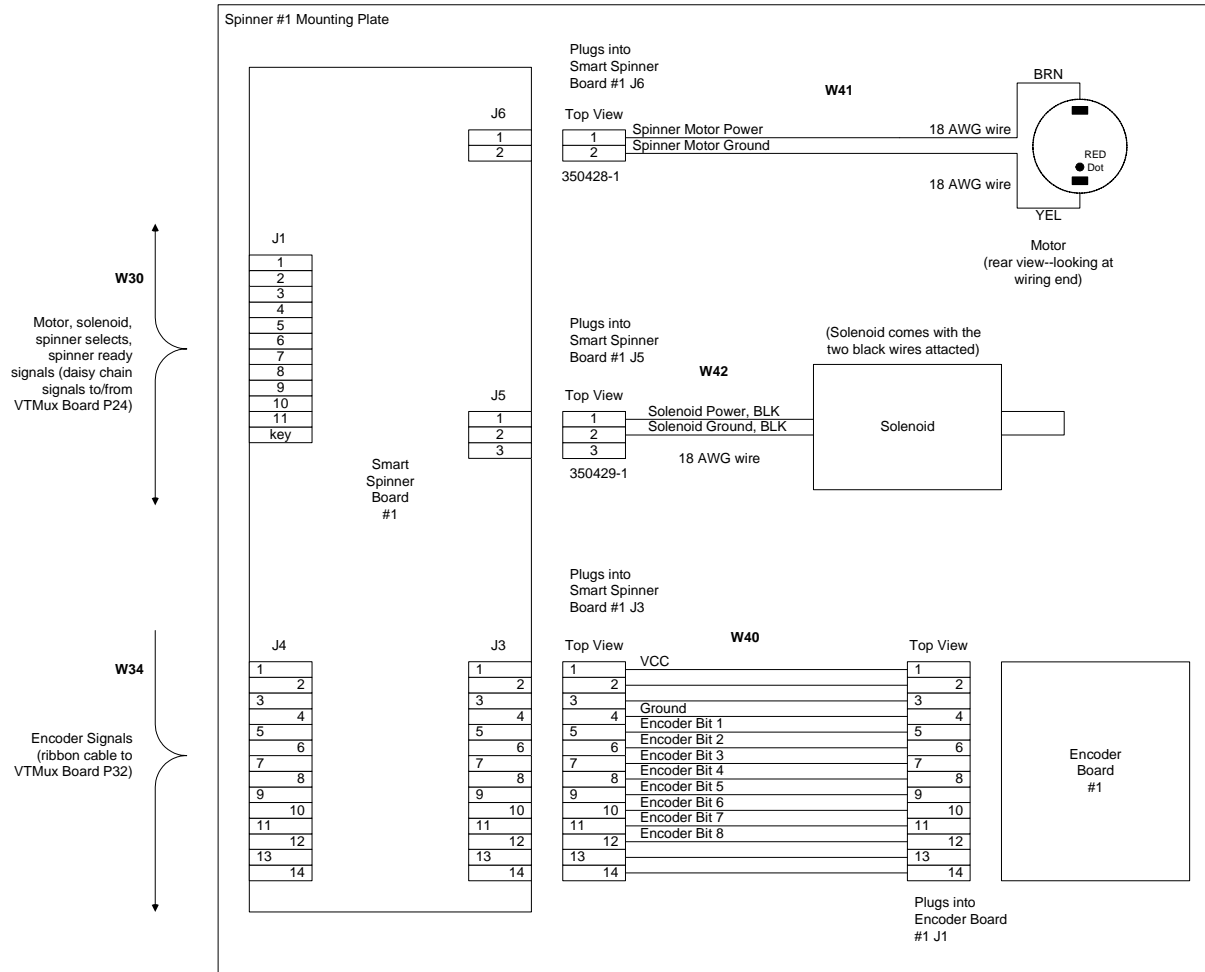 Spinner #1 Mounting Plate
Plugs into
Smart Spinner
Board #1 J6
W41
BRN
J6
Top View
1
2
1
2
Spinner Motor Power
Spinner Motor Ground
18 AWG wire
18 AWG wire
350428-1
RED
Dot
YEL
Motor
(rear view--looking at
wiring end)
W30
Motor, solenoid,
spinner selects,
spinner ready
signals (daisy chain
signals to/from
VTMux Board P24)
J1
1
2
3
4
5
6
7
8
9
10
11
key
Plugs into
Smart Spinner
Board #1 J5
W42
(Solenoid comes with the
two black wires attacted)
J5
Top View
1
2
3
1
2
3
Solenoid Power, BLK
Solenoid Ground, BLK
18 AWG wire
350429-1
Solenoid
Smart
Spinner
Board
#1
Plugs into
Smart Spinner
Board #1 J3
W40
W34
Encoder Signals
(ribbon cable to
VTMux Board P32)
J4
1
2
3
4
5
6
7
8
9
10
11
12
13
14
J3
1
2
3
4
5
6
7
8
9
10
11
12
13
14
Top View
1
2
3
4
5
6
7
8
9
10
11
12
13
14
VCC
Ground
Encoder Bit 1
Encoder Bit 2
Encoder Bit 3
Encoder Bit 4
Encoder Bit 5
Encoder Bit 6
Encoder Bit 7
Encoder Bit 8
Top View
1
2
3
4
5
6
7
8
9
10
11
12
13
14
Plugs into
Encoder Board
#1 J1
Encoder
Board
#1